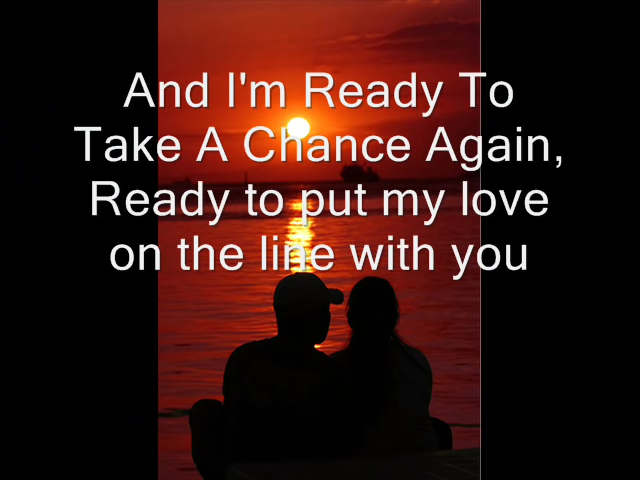 And I'm Ready To
Take A Chance Again,
Ready to put my love
on the line with you